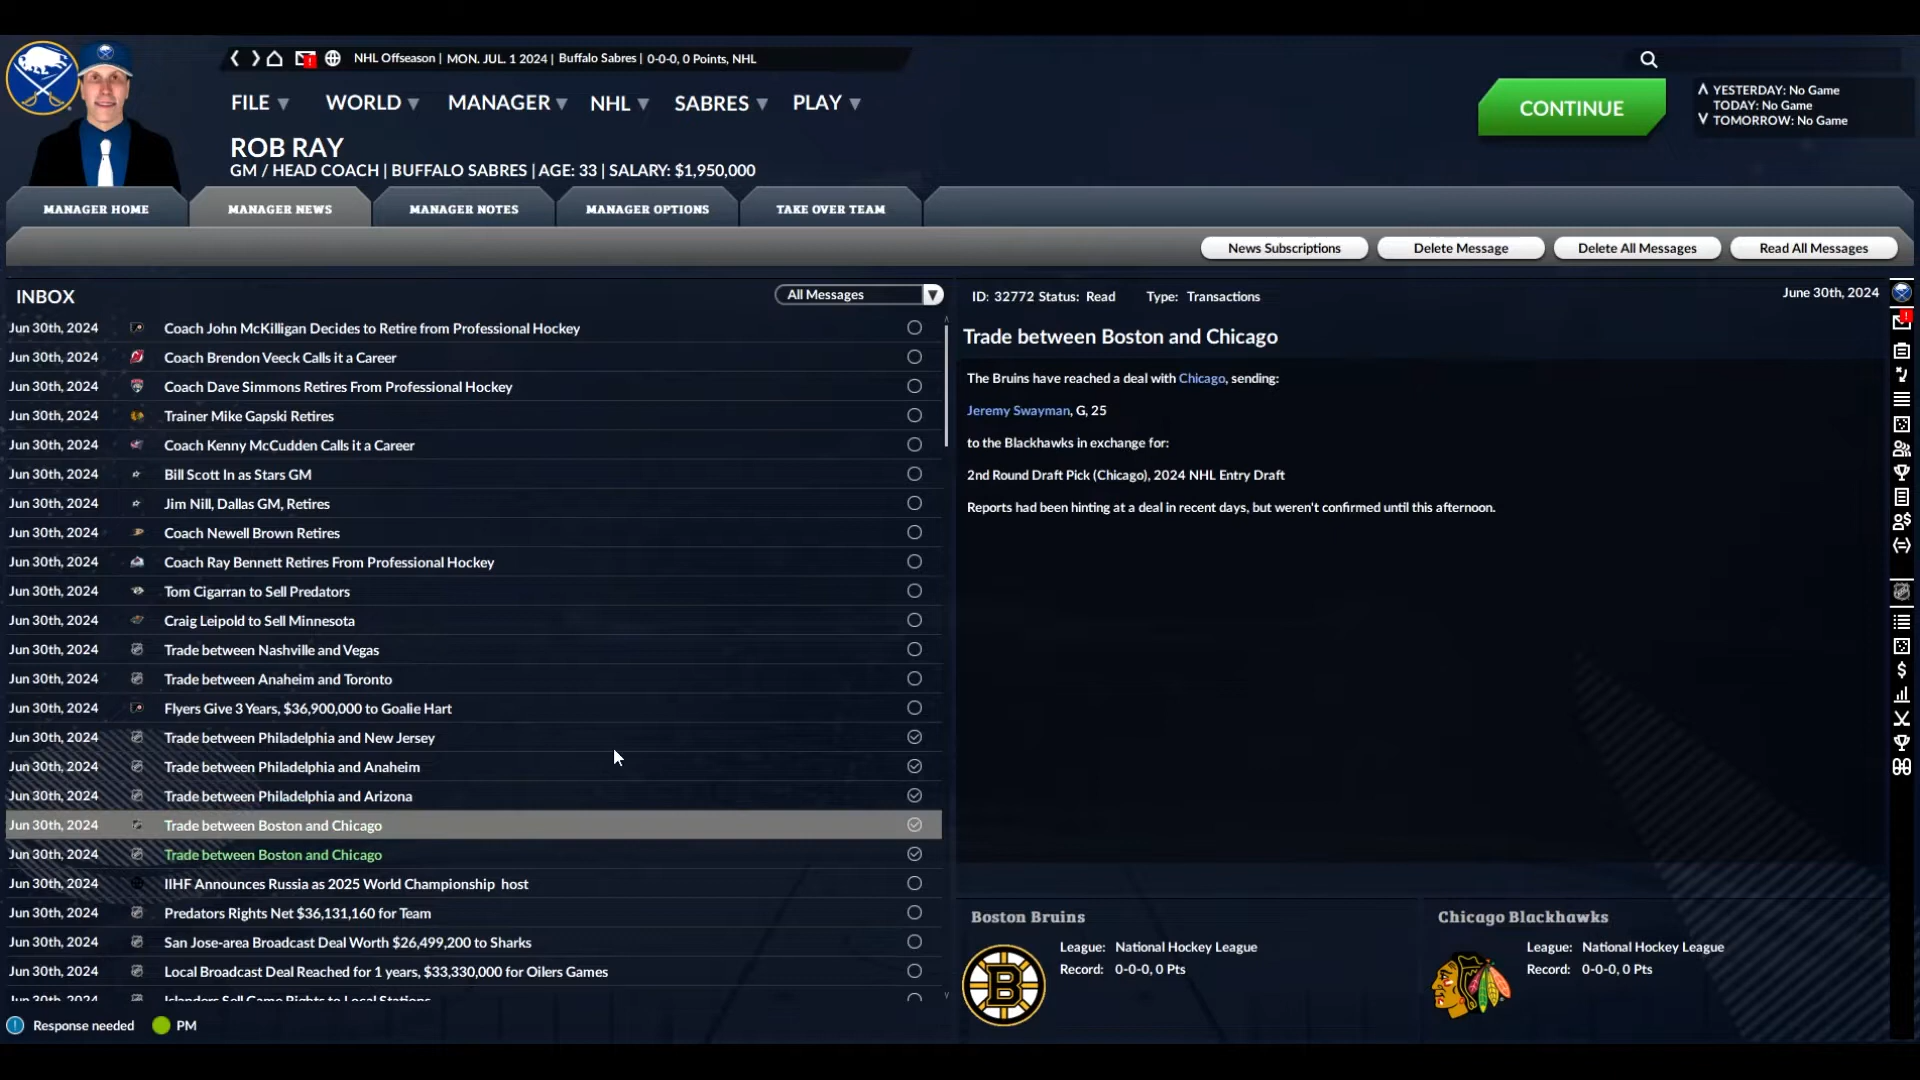 NHL Offseason | MON. JUL. 1 2024 | Buffalo Sabres | 0-0-0, 0 Points, NHL
FILE WORLD MANAGER NHL SABRES PLAY
CONTINUE
YESTERDAY: No Game
TODAY: No Game
TOMORROW: No Game
ROB RAY
GM / HEAD COACH | BUFFALO SABRES | AGE: 33 | SALARY: $1,950,000
MANAGER HOME MANAGER NEWS MANAGER NOTES MANAGER OPTIONS TAKE OVER TEAM
News Subscriptions Delete Message Delete All Messages Read All Messages
INBOX All Messages
Jun 30th, 2024 Coach John McKilligan Decides to Retire from Professional Hockey
Jun 30th, 2024 Coach Brendon Veeck Calls it a Career
Jun 30th, 2024 Coach Dave Simmons Retires From Professional Hockey
Jun 30th, 2024 Trainer Mike Gapski Retires
Jun 30th, 2024 Coach Kenny McCudden Calls it a Career
Jun 30th, 2024 Bill Scott In as Stars GM
Jun 30th, 2024 Jim Nill, Dallas GM, Retires
Jun 30th, 2024 Coach Newell Brown Retires
Jun 30th, 2024 Coach Ray Bennett Retires From Professional Hockey
Jun 30th, 2024 Tom Cigarran to Sell Predators
Jun 30th, 2024 Craig Leipold to Sell Minnesota
Jun 30th, 2024 Trade between Nashville and Vegas
Jun 30th, 2024 Trade between Anaheim and Toronto
Jun 30th, 2024 Flyers Give 3 Years, $36,900,000 to Goalie Hart
Jun 30th, 2024 Trade between Philadelphia and New Jersey
Jun 30th, 2024 Trade between Philadelphia and Anaheim
Jun 30th, 2024 Trade between Philadelphia and Arizona
Jun 30th, 2024 Trade between Boston and Chicago
Jun 30th, 2024 Trade between Boston and Chicago
Jun 30th, 2024 IIHF Announces Russia as 2025 World Championship host
Jun 30th, 2024 Predators Rights Net $36,131,160 for Team
Jun 30th, 2024 San Jose-area Broadcast Deal Worth $26,499,200 to Sharks
Jun 30th, 2024 Local Broadcast Deal Reached for 1 years, $33,330,000 for Oilers Games
Jun 30th, 2024 Islanders Sell Game Rights to Local Stations
Response needed PM
ID: 32772 Status: Read Type: Transactions June 30th, 2024
Trade between Boston and Chicago
The Bruins have reached a deal with Chicago, sending:
Jeremy Swayman, G, 25
to the Blackhawks in exchange for:
2nd Round Draft Pick (Chicago), 2024 NHL Entry Draft
Reports had been hinting at a deal in recent days, but weren't confirmed until this afternoon.
Boston Bruins
League: National Hockey League
Record: 0-0-0, 0 Pts
B
Chicago Blackhawks
League: National Hockey League
Record: 0-0-0, 0 Pts